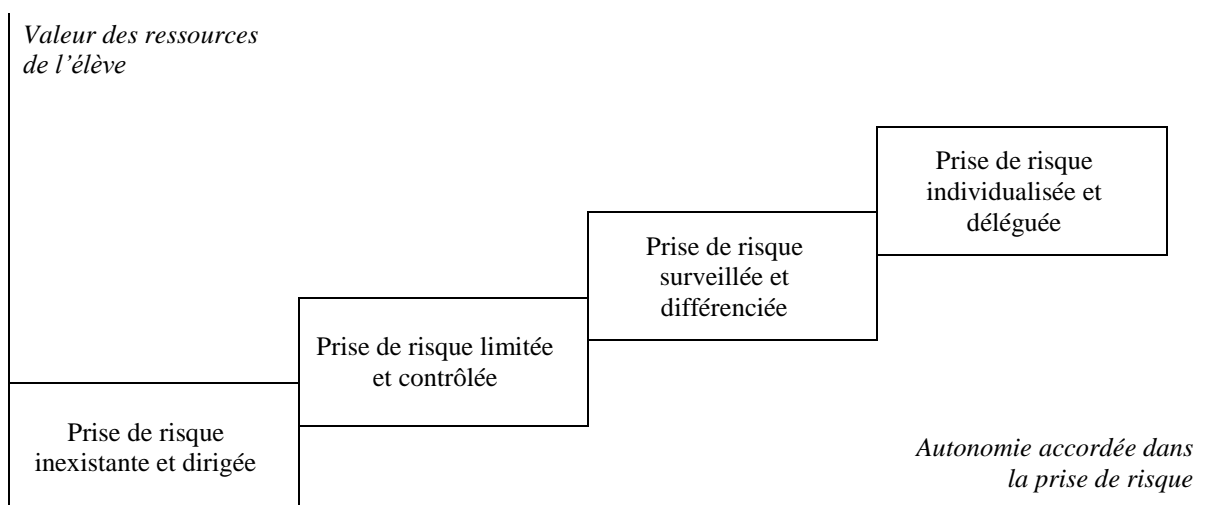 Valeur des ressources
de l’élève
Prise de risque
individualisée et
déléguée
Prise de risque
surveillée et
différenciée
Prise de risque limitée
et contrôlée
Prise de risque
inexistante et dirigée
Autonomie accordée dans
la prise de risque